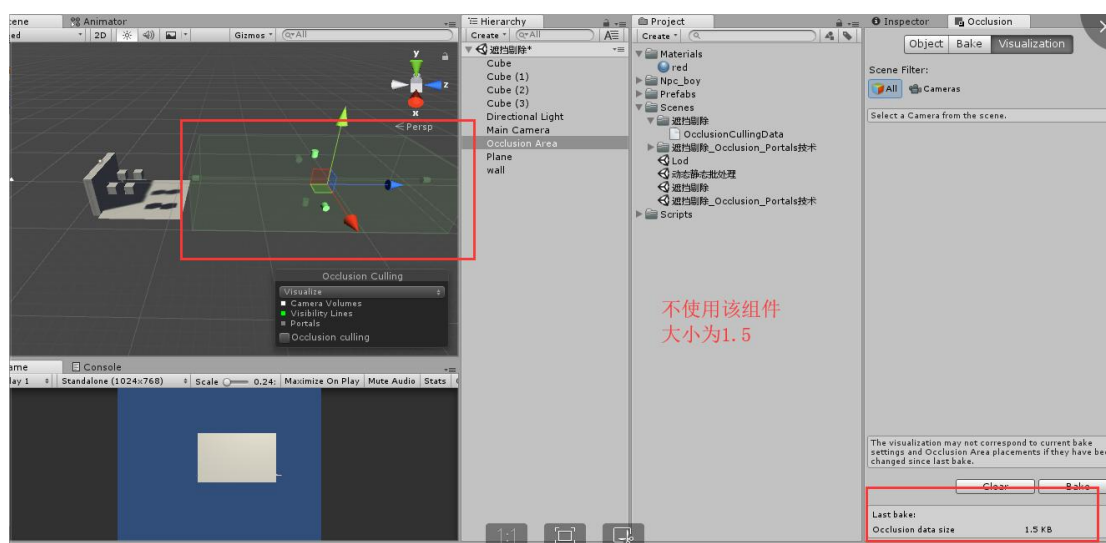 cene
Animator
ed
2D
Gizmos
All
y
z
x
Persp
Occlusion Culling
Visualize
Camera Volumes
Visibility Lines
Portals
Occlusion culling
ame
Console
lay 1
Standalone (1024x768)
Scale
0.24:
Maximize On Play
Mute Audio
Stats
Hierarchy
Create
All
遮挡剔除*
Cube
Cube (1)
Cube (2)
Cube (3)
Directional Light
Main Camera
Occlusion Area
Plane
wall
1:1
Project
Create
Materials
red
Npc_boy
Prefabs
Scenes
遮挡剔除
OcclusionCullingData
遮挡剔除_Occlusion_Portals技术
Lod
动态静态批处理
遮挡剔除
遮挡剔除_Occlusion_Portals技术
Scripts
不使用该组件
大小为1.5
Inspector
Occlusion
Object
Bake
Visualization
Scene Filter:
All
Cameras
Select a Camera from the scene.
The visualization may not correspond to current bake
settings and Occlusion Area placements if they have bee
changed since last bake.
Clear
Bake
Last bake:
Occlusion data size
1.5 KB